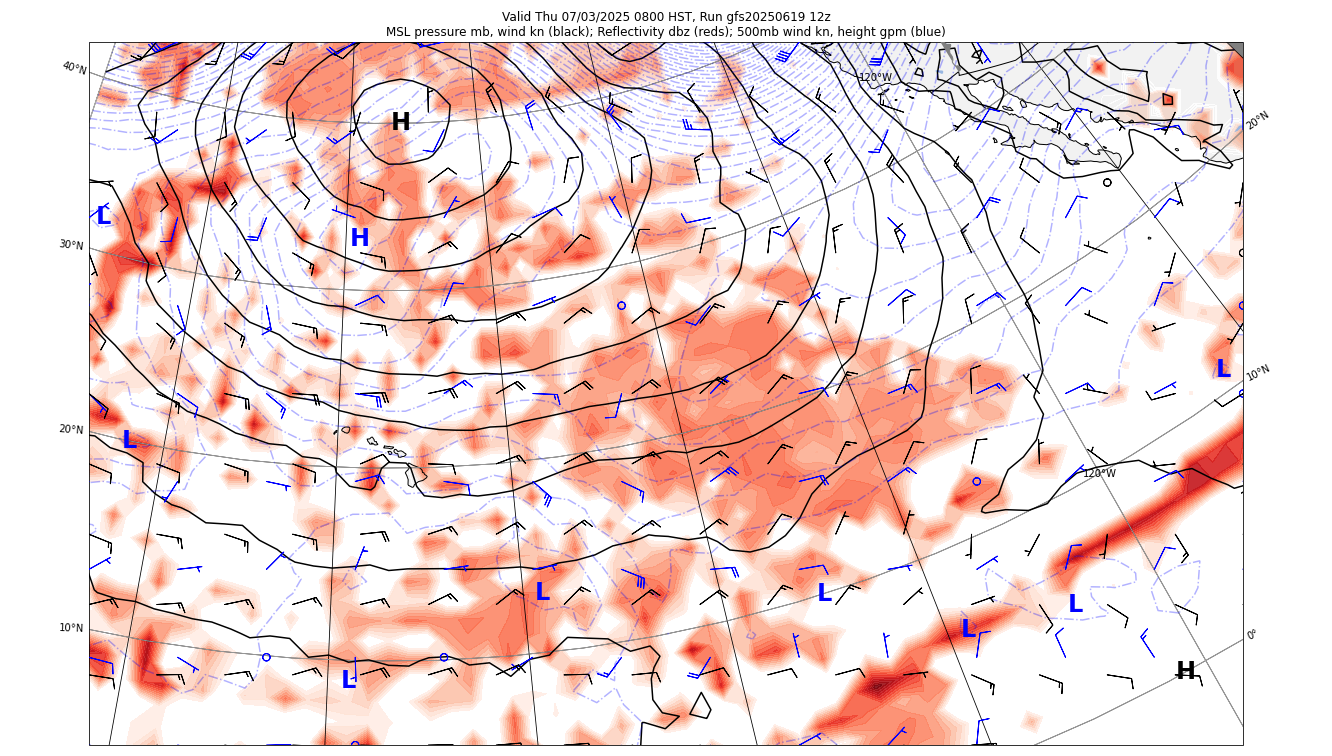 Valid Thu 07/03/2025 0800 HST, Run gfs20250619 12z
MSL pressure mb, wind kn (black); Reflectivity dbz (reds); 500mb wind kn, height gpm (blue)
40°N
120°W
20°N
H
L
H
30°N
L
10°N
20°N
L
120°W
L
L
L
10°N
L
0°
L
H